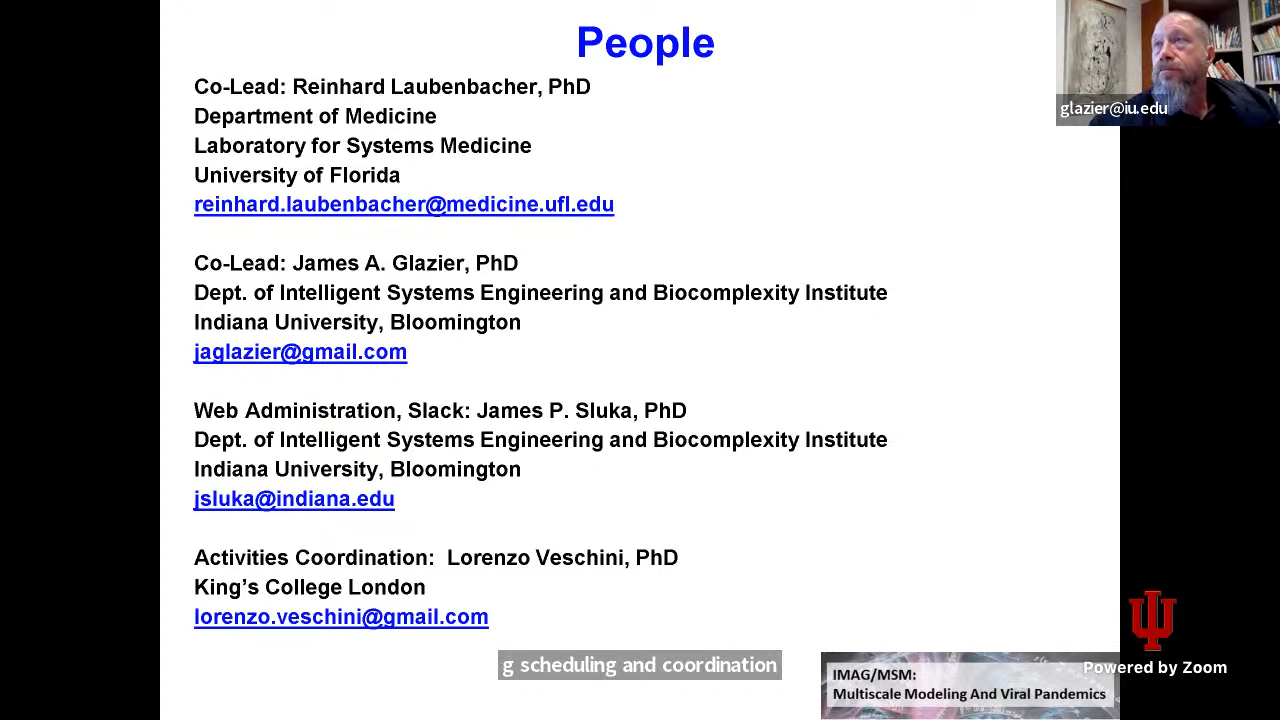 People
glazier@iu.edu
Co-Lead: Reinhard Laubenbacher, PhD
Department of Medicine
Laboratory for Systems Medicine
University of Florida
reinhard.laubenbacher@medicine.ufl.edu
Co-Lead: James A. Glazier, PhD
Dept. of Intelligent Systems Engineering and Biocomplexity Institute
Indiana University, Bloomington
jaglazier@gmail.com
Web Administration, Slack: James P. Sluka, PhD
Dept. of Intelligent Systems Engineering and Biocomplexity Institute
Indiana University, Bloomington
jsluka@indiana.edu
Activities Coordination:  Lorenzo Veschini, PhD
King’s College London
lorenzo.veschini@gmail.com
g scheduling and coordination
IMAG/MSM:
Multiscale Modeling And Viral Pandemics
Powered by Zoom